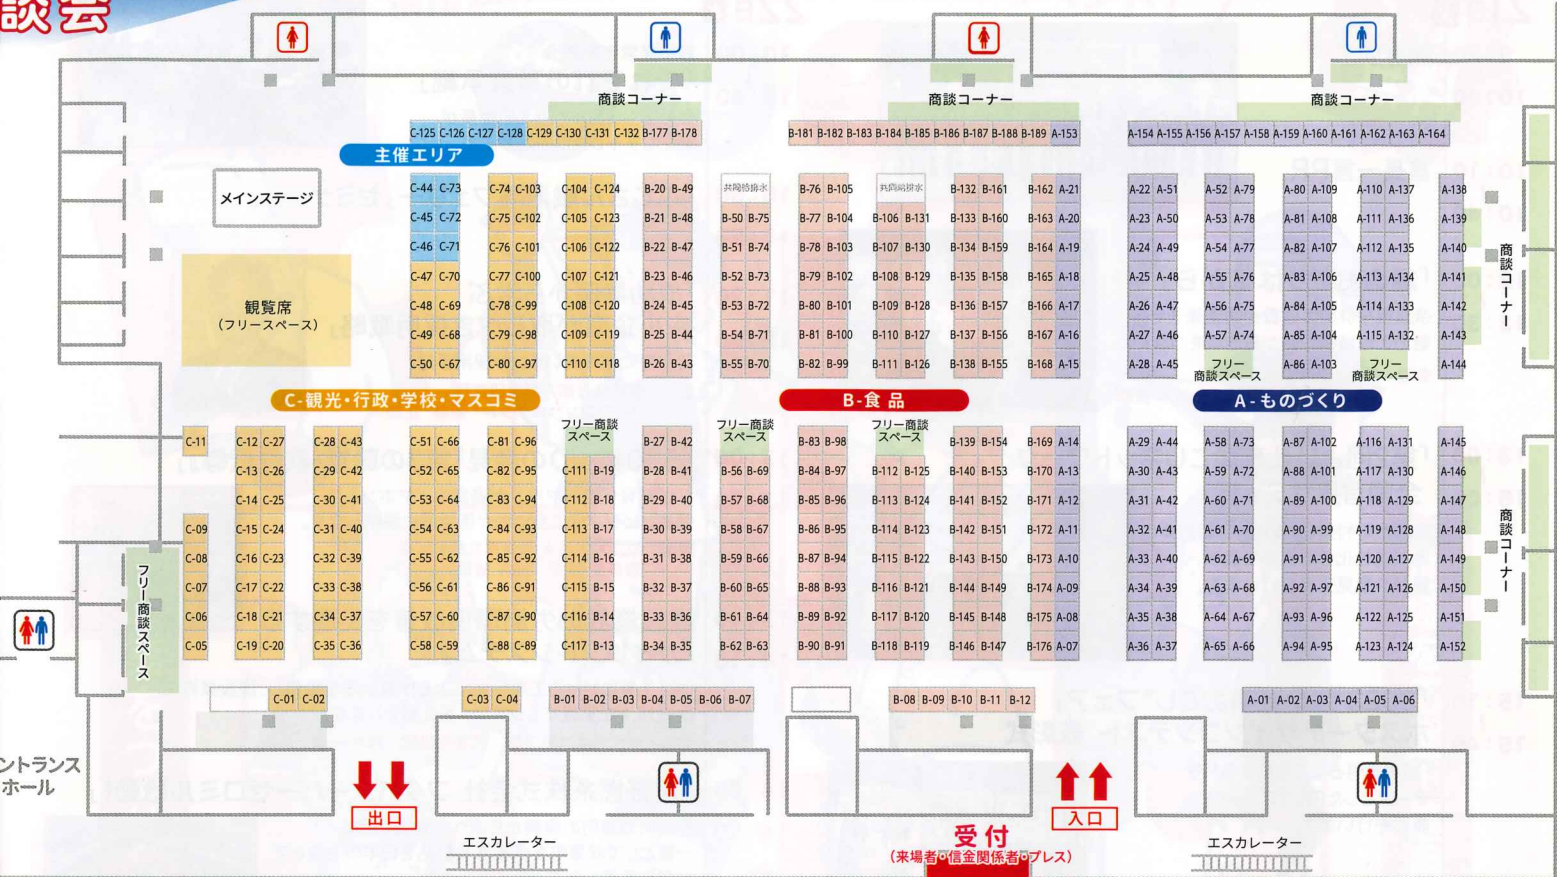 談会
商談コーナー 商談コーナー 商談コーナー
C-125 C-126 C-127 C-128 C-129 C-130 C-131 C-132 B-177 B-178 B-181 B-182 B-183 B-184 B-185 B-186 B-187 B-188 B-189 A-153 A-154 A-155 A-156 A-157 A-158 A-159 A-160 A-161 A-162 A-163 A-164
主催エリア
メインステージ
観覧席
(フリースペース)
共同給排水 共同給排水
C-44 C-73 C-74 C-103 C-104 C-124 B-20 B-49 B-76 B-105 B-132 B-161 B-162 A-21 A-22 A-51 A-52 A-79 A-80 A-109 A-110 A-137 A-138
C-45 C-72 C-75 C-102 C-105 C-123 B-21 B-48 B-50 B-75 B-77 B-104 B-106 B-131 B-133 B-160 B-163 A-20 A-23 A-50 A-53 A-78 A-81 A-108 A-111 A-136 A-139
C-46 C-71 C-76 C-101 C-106 C-122 B-22 B-47 B-51 B-74 B-78 B-103 B-107 B-130 B-134 B-159 B-164 A-19 A-24 A-49 A-54 A-77 A-82 A-107 A-112 A-135 A-140
C-47 C-70 C-77 C-100 C-107 C-121 B-23 B-46 B-52 B-73 B-79 B-102 B-108 B-129 B-135 B-158 B-165 A-18 A-25 A-48 A-55 A-76 A-83 A-106 A-113 A-134 A-141
C-48 C-69 C-78 C-99 C-108 C-120 B-24 B-45 B-53 B-72 B-80 B-101 B-109 B-128 B-136 B-157 B-166 A-17 A-26 A-47 A-56 A-75 A-84 A-105 A-114 A-133 A-142
C-49 C-68 C-79 C-98 C-109 C-119 B-25 B-44 B-54 B-71 B-81 B-100 B-110 B-127 B-137 B-156 B-167 A-16 A-27 A-46 A-57 A-74 A-85 A-104 A-115 A-132 A-143
C-50 C-67 C-80 C-97 C-110 C-118 B-26 B-43 B-55 B-70 B-82 B-99 B-111 B-126 B-138 B-155 B-168 A-15 A-28 A-45 A-86 A-103 A-144
フリー
商談スペース
フリー
商談スペース
商談コーナー
C-観光・行政・学校・マスコミ
B-食品
A-ものづくり
フリー商談
スペース
フリー商談
スペース
フリー商談
スペース
C-11 C-12 C-27 C-28 C-43 C-51 C-66 C-81 C-96 B-27 B-42 B-83 B-98 B-139 B-154 B-169 A-14 A-29 A-44 A-58 A-73 A-87 A-102 A-116 A-131 A-145
C-13 C-26 C-29 C-42 C-52 C-65 C-82 C-95 C-111 B-19 B-28 B-41 B-56 B-69 B-84 B-97 B-112 B-125 B-140 B-153 B-170 A-13 A-30 A-43 A-59 A-72 A-88 A-101 A-117 A-130 A-146
C-14 C-25 C-30 C-41 C-53 C-64 C-83 C-94 C-112 B-18 B-29 B-40 B-57 B-68 B-85 B-96 B-113 B-124 B-141 B-152 B-171 A-12 A-31 A-42 A-60 A-71 A-89 A-100 A-118 A-129 A-147
C-09 C-15 C-24 C-31 C-40 C-54 C-63 C-84 C-93 C-113 B-17 B-30 B-39 B-58 B-67 B-86 B-95 B-114 B-123 B-142 B-151 B-172 A-11 A-32 A-41 A-61 A-70 A-90 A-99 A-119 A-128 A-148
C-08 C-16 C-23 C-32 C-39 C-55 C-62 C-85 C-92 C-114 B-16 B-31 B-38 B-59 B-66 B-87 B-94 B-115 B-122 B-143 B-150 B-173 A-10 A-33 A-40 A-62 A-69 A-91 A-98 A-120 A-127 A-149
C-07 C-17 C-22 C-33 C-38 C-56 C-61 C-86 C-91 C-115 B-15 B-32 B-37 B-60 B-65 B-88 B-93 B-116 B-121 B-144 B-149 B-174 A-09 A-34 A-39 A-63 A-68 A-92 A-97 A-121 A-126 A-150
C-06 C-18 C-21 C-34 C-37 C-57 C-60 C-87 C-90 C-116 B-14 B-33 B-36 B-61 B-64 B-89 B-92 B-117 B-120 B-145 B-148 B-175 A-08 A-35 A-38 A-64 A-67 A-93 A-96 A-122 A-125 A-151
C-05 C-19 C-20 C-35 C-36 C-58 C-59 C-88 C-89 C-117 B-13 B-34 B-35 B-62 B-63 B-90 B-91 B-118 B-119 B-146 B-147 B-176 A-07 A-36 A-37 A-65 A-66 A-94 A-95 A-123 A-124 A-152
商談コーナー
フリー商談スペース
C-01 C-02 C-03 C-04 B-01 B-02 B-03 B-04 B-05 B-06 B-07 B-08 B-09 B-10 B-11 B-12 A-01 A-02 A-03 A-04 A-05 A-06
ントランス
ホール
出口
入口
エスカレーター
受付
(来場者・信金関係者・プレス)
エスカレーター